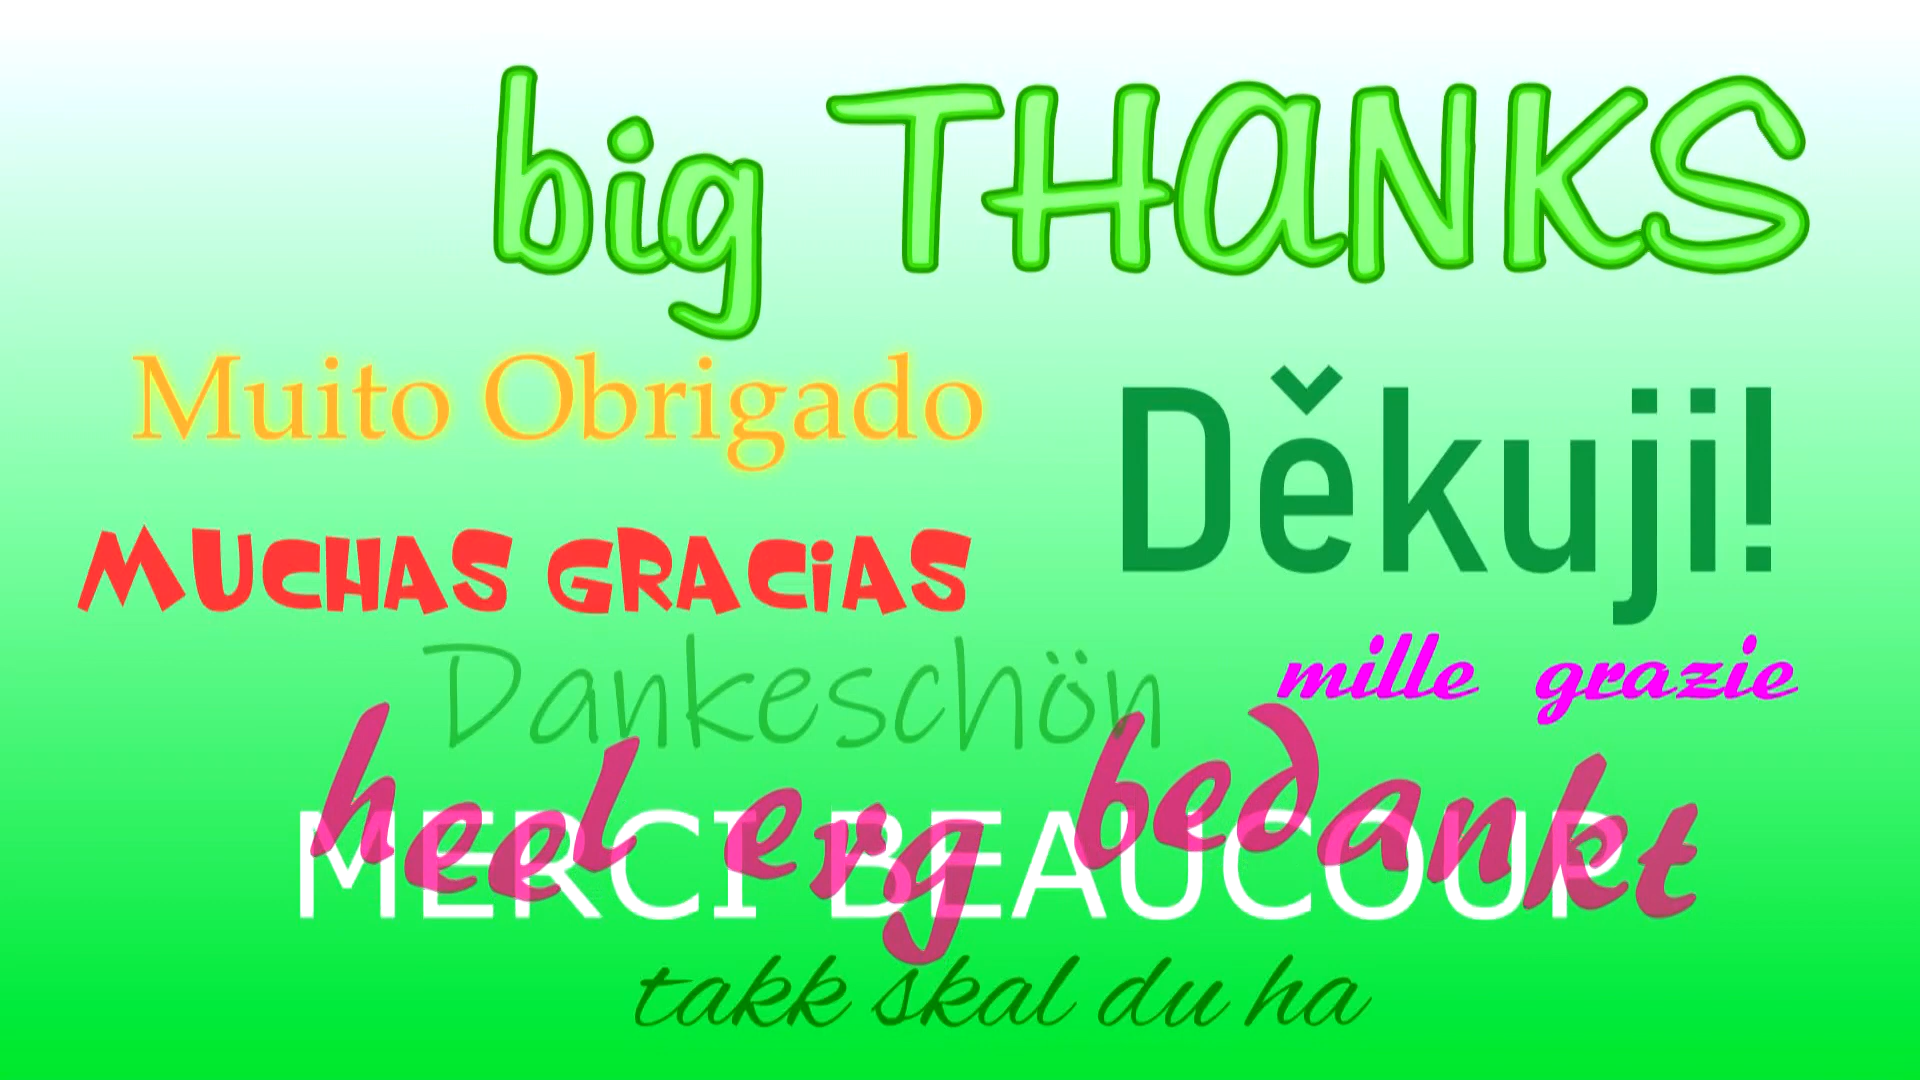 big THANKS
Muito Obrigado
Děkuji!
MUCHAS GRACiAS
Dankeschön
mille grazie
heel erg bedankt
MERCI BEAUCOUP
takk skal du ha